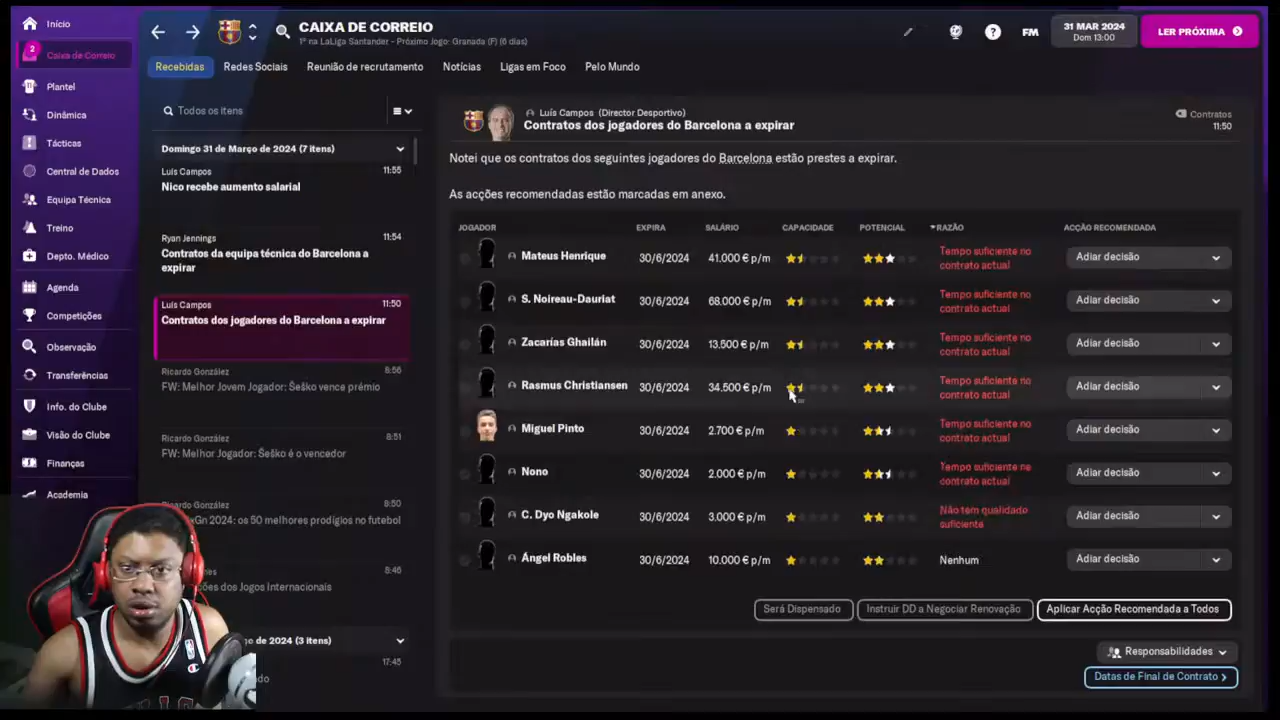 Início
CAIXA DE CORREIO
1º na LaLiga Santander - Próximo Jogo: Granada (F) (6 dias)
FM
31 MAR 2024
Dom 13:00
LER PRÓXIMA
2
Caixa de Correio
Plantel
Dinâmica
Tácticas
Central de Dados
Equipa Técnica
Treino
Depto. Médico
Agenda
Competições
Observação
Transferências
Info. do Clube
Visão do Clube
Finanças
Academia
Recebidas
Redes Sociais
Reunião de recrutamento
Notícias
Ligas em Foco
Pelo Mundo
Todos os itens
Domingo 31 de Março de 2024 (7 itens)
Luís Campos
11:55
Nico recebe aumento salarial
Ryan Jennings
11:54
Contratos da equipa técnica do Barcelona a
expirar
Luís Campos
11:50
Contratos dos jogadores do Barcelona a expirar
Ricardo González
8:56
FW: Melhor Jovem Jogador: Šeško vence prémio
Ricardo González
8:51
FW: Melhor Jogador: Šeško é o vencedor
Ricardo González
8:50
2024: os 50 melhores prodígios no futebol
8:46
dos Jogos Internacionais
de 2024 (3 itens)
17:45
Luís Campos (Director Desportivo)
Contratos dos jogadores do Barcelona a expirar
Contratos
11:50
Notei que os contratos dos seguintes jogadores do Barcelona estão prestes a expirar.
As acções recomendadas estão marcadas em anexo.
JOGADOR EXPIRA SALÁRIO CAPACIDADE POTENCIAL RAZÃO ACÇÃO RECOMENDADA
Mateus Henrique 30/6/2024 41.000 € p/m Tempo suficiente no contrato actual Adiar decisão
S. Noireau-Dauriat 30/6/2024 68.000 € p/m Tempo suficiente no contrato actual Adiar decisão
Zacarías Ghailán 30/6/2024 13.500 € p/m Tempo suficiente no contrato actual Adiar decisão
Rasmus Christiansen 30/6/2024 34.500 € p/m Tempo suficiente no contrato actual Adiar decisão
Miguel Pinto 30/6/2024 2.700 € p/m Tempo suficiente no contrato actual Adiar decisão
Nono 30/6/2024 2.000 € p/m Tempo suficiente no contrato actual Adiar decisão
C. Dyo Ngakole 30/6/2024 3.000 € p/m Não tem qualidade suficiente Adiar decisão
Ángel Robles 30/6/2024 10.000 € p/m Nenhum Adiar decisão
Será Dispensado
Instruir DD a Negociar Renovação
Aplicar Acção Recomendada a Todos
Responsabilidades
Datas de Final de Contrato